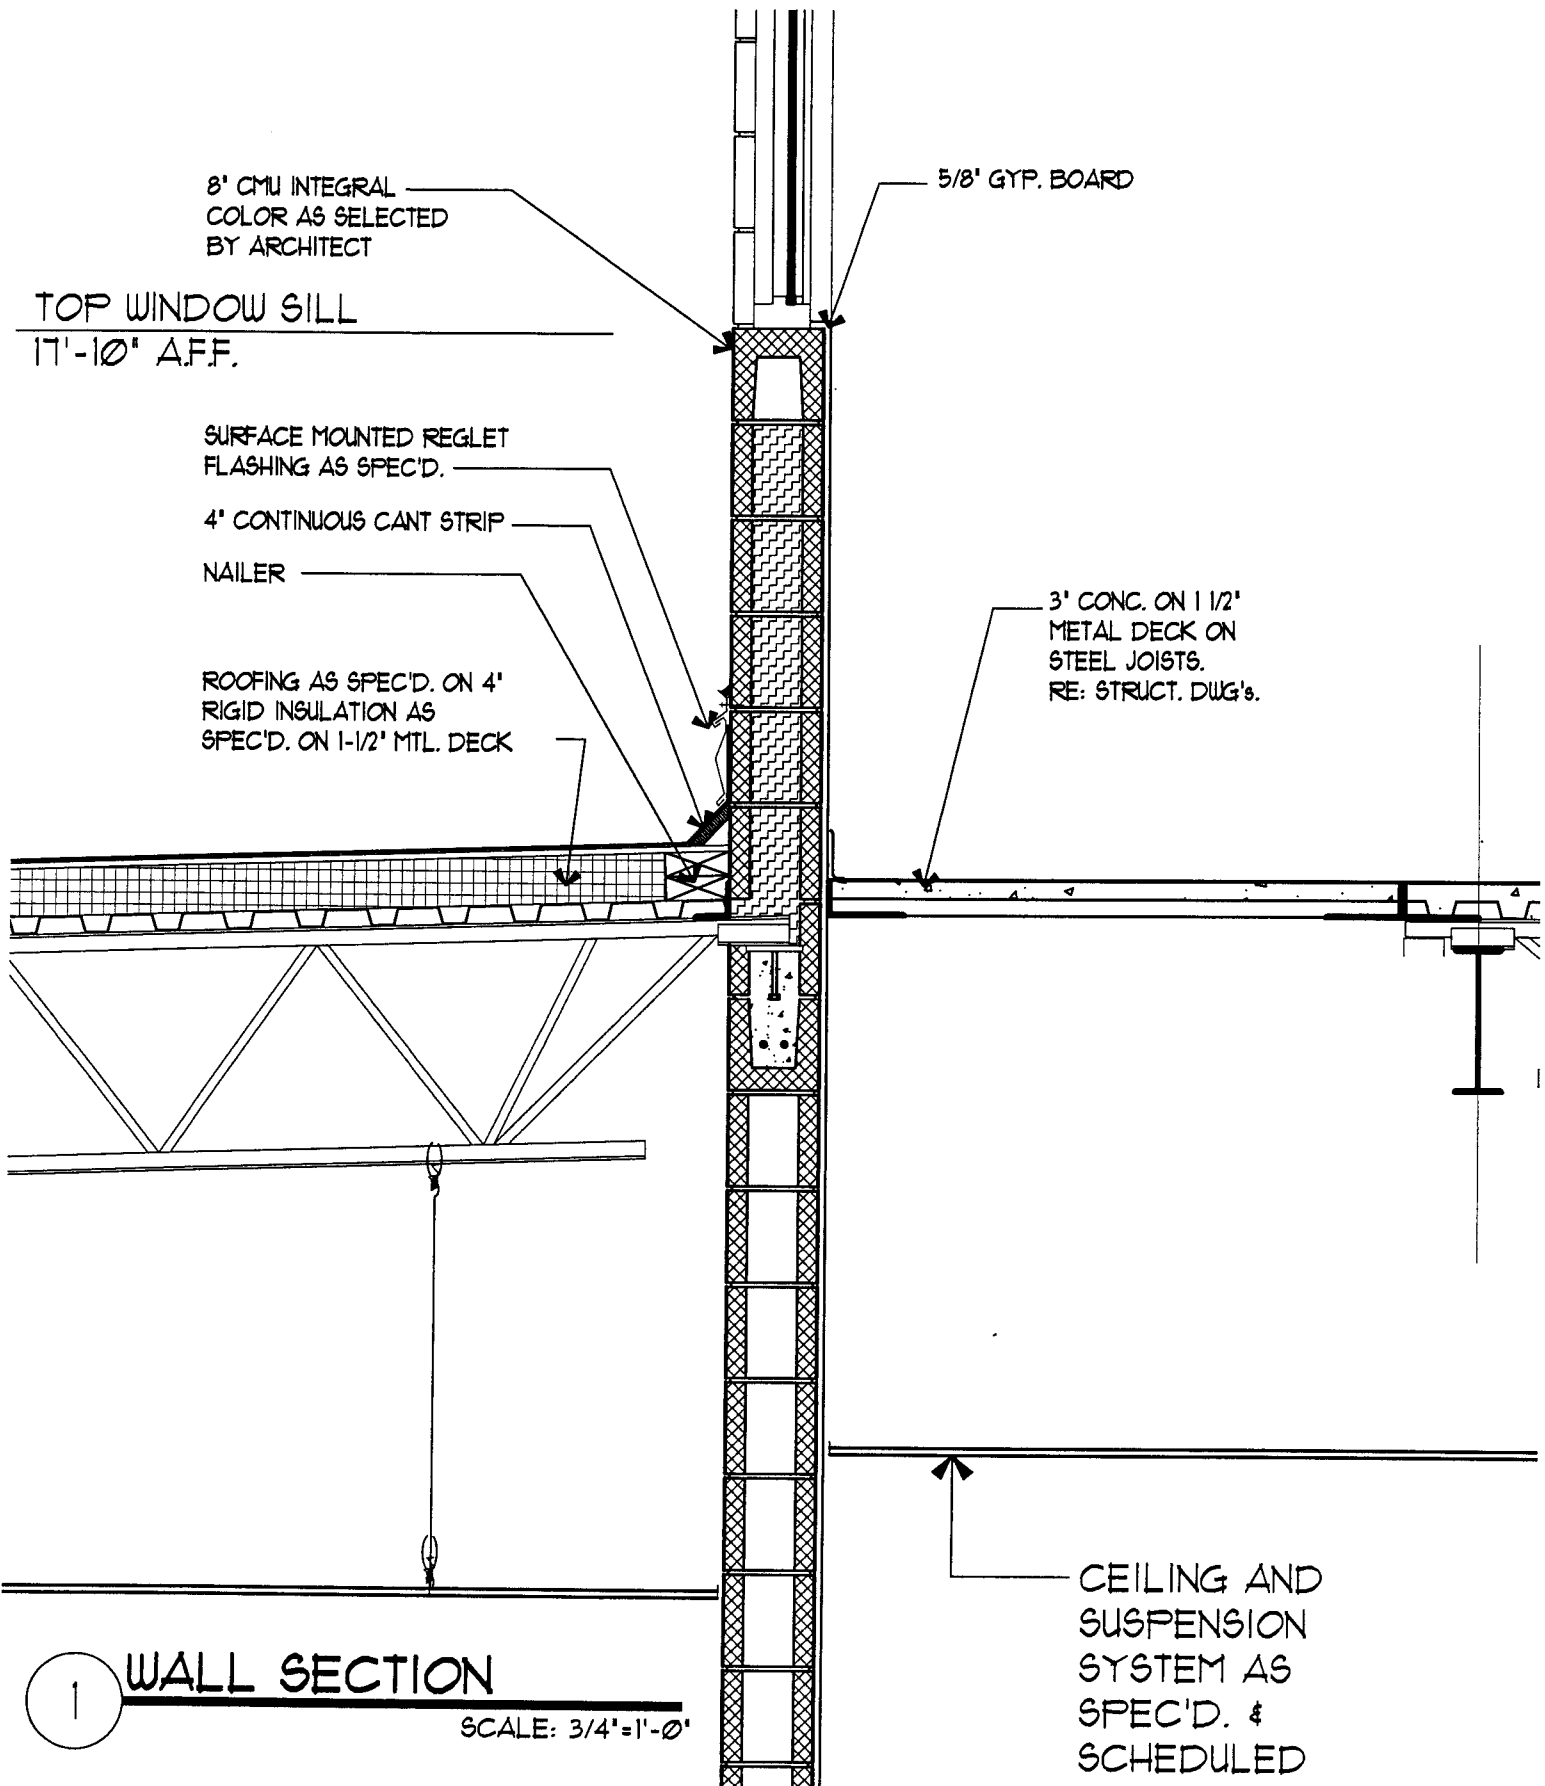 8" CMU INTEGRAL
COLOR AS SELECTED
BY ARCHITECT
5/8" GYP. BOARD
TOP WINDOW SILL
17'-10" A.F.F.
SURFACE MOUNTED REGLET
FLASHING AS SPEC'D.
4" CONTINUOUS CANT STRIP
NAILER
3" CONC. ON 1 1/2"
METAL DECK ON
STEEL JOISTS.
RE: STRUCT. DWG's.
ROOFING AS SPEC'D. ON 4"
RIGID INSULATION AS
SPEC'D. ON 1-1/2" MTL. DECK
CEILING AND
SUSPENSION
SYSTEM AS
SPEC'D. &
SCHEDULED
1
WALL SECTION
SCALE: 3/4"=1'-0"